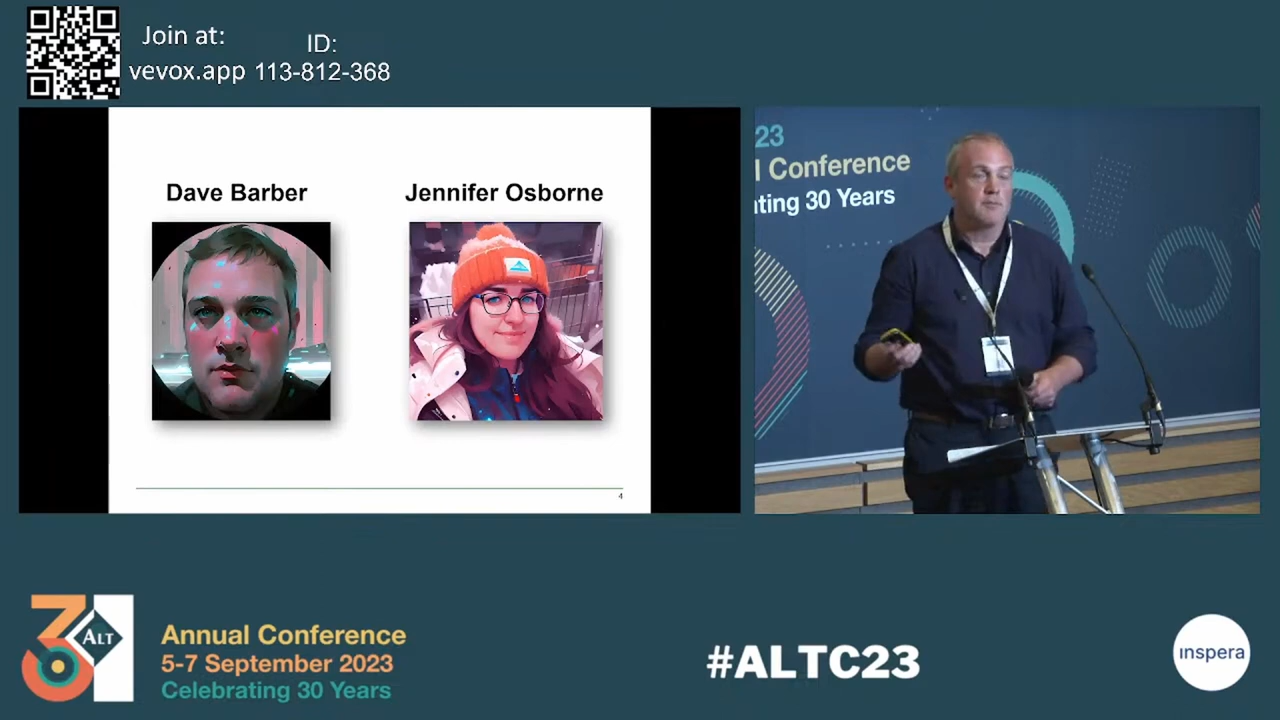 Join at:
vevox.app
ID:
113-812-368
Dave Barber
Jennifer Osborne
4
23
l Conference
ting 30 Years
ALT
Annual Conference
5-7 September 2023
Celebrating 30 Years
#ALTC23
inspera